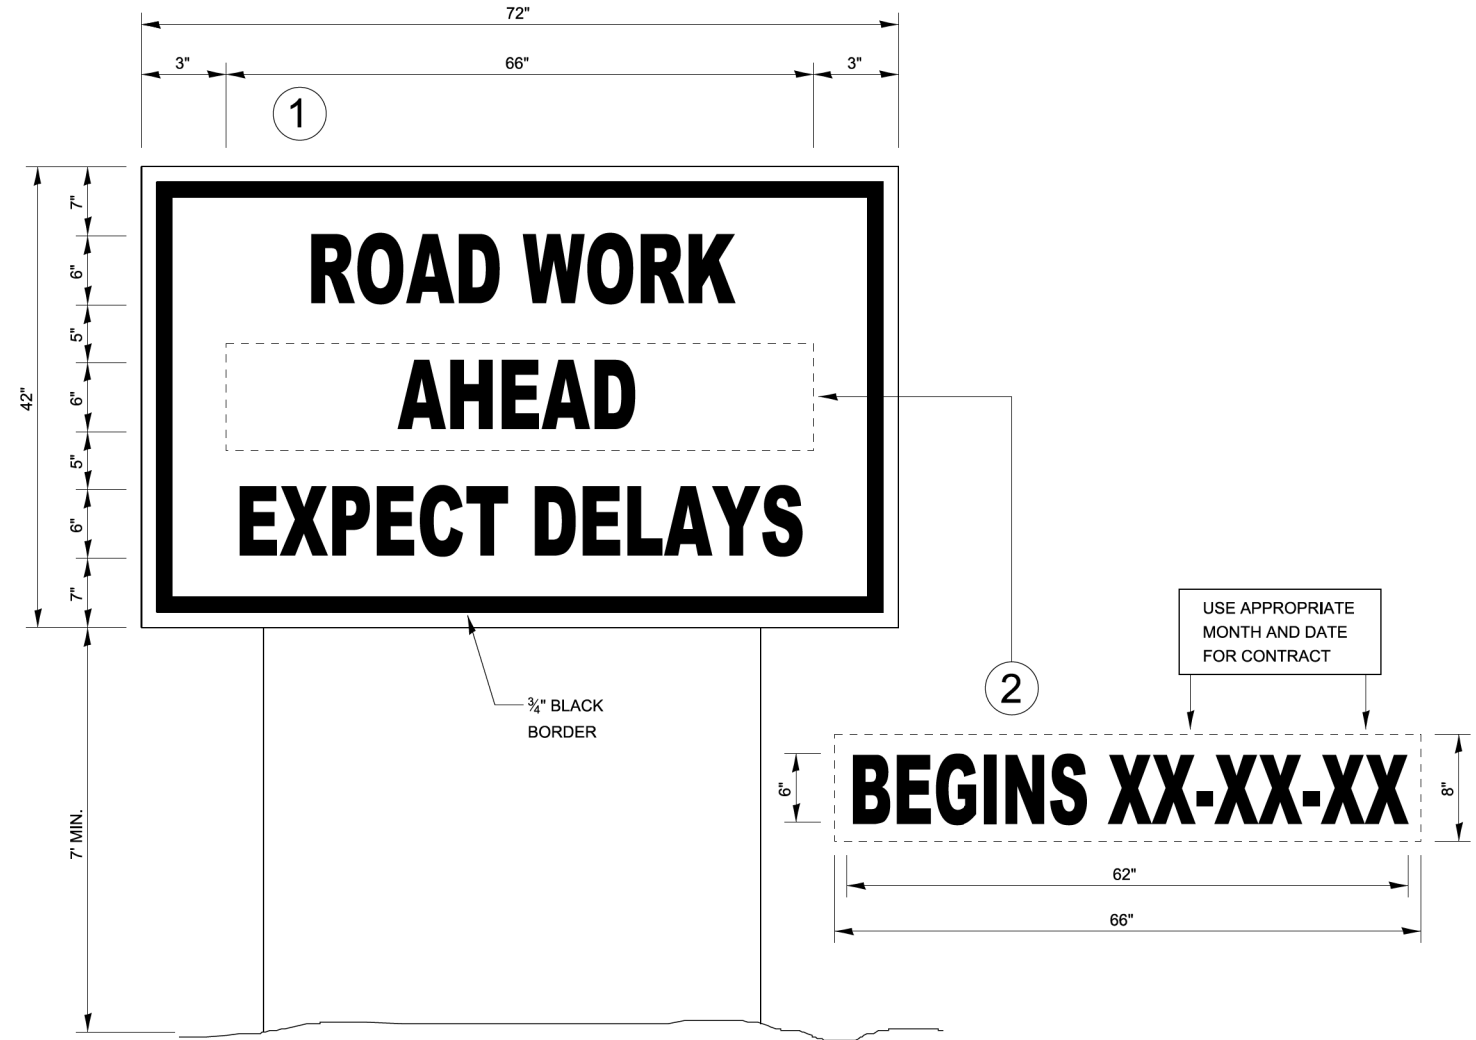 72"
3" 66" 3"
1
7"
ROAD WORK
6"
5"
AHEAD
6"
42"
5"
EXPECT DELAYS
6"
7"
USE APPROPRIATE
MONTH AND DATE
FOR CONTRACT
2
¾" BLACK
BORDER
BEGINS XX-XX-XX
6"
8"
7' MIN.
62"
66"